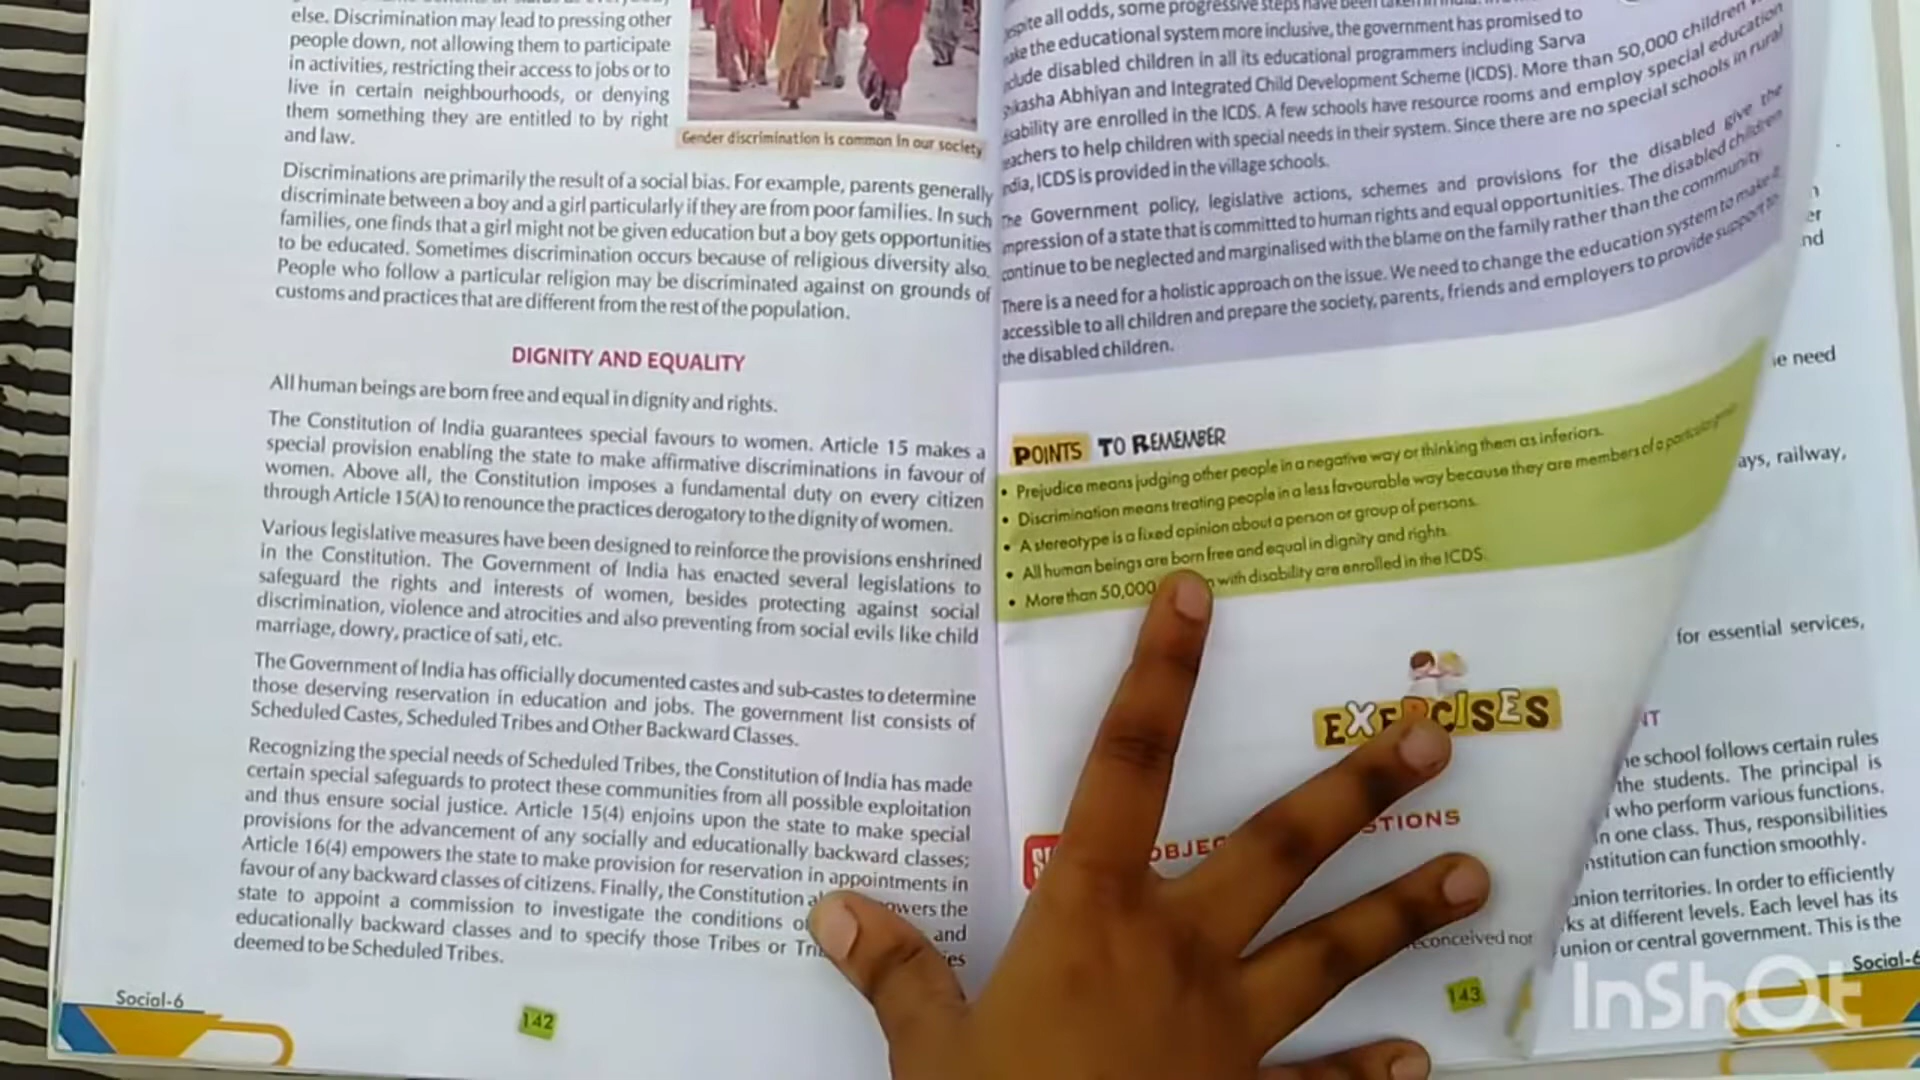 else. Discrimination may lead to pressing other
people down, not allowing them to participate
in activities, restricting their access to jobs or to
live in certain neighbourhoods, or denying
them something they are entitled to by right
and law.
Gender discrimination is common in our society
Discriminations are primarily the result of a social bias. For example, parents generally
discriminate between a boy and a girl particularly if they are from poor families. In such
families, one finds that a girl might not be given education but a boy gets opportunities
to be educated. Sometimes discrimination occurs because of religious diversity also.
People who follow a particular religion may be discriminated against on grounds of
customs and practices that are different from the rest of the population.
DIGNITY AND EQUALITY
All human beings are born free and equal in dignity and rights.
The Constitution of India guarantees special favours to women. Article 15 makes a
special provision enabling the state to make affirmative discriminations in favour of
women. Above all, the Constitution imposes a fundamental duty on every citizen
through Article 15(A) to renounce the practices derogatory to the dignity of women.
Various legislative measures have been designed to reinforce the provisions enshrined
in the Constitution. The Government of India has enacted several legislations to
safeguard the rights and interests of women, besides protecting against social
discrimination, violence and atrocities and also preventing from social evils like child
marriage, dowry, practice of sati, etc.
The Government of India has officially documented castes and sub-castes to determine
those deserving reservation in education and jobs. The government list consists of
Scheduled Castes, Scheduled Tribes and Other Backward Classes.
Recognizing the special needs of Scheduled Tribes, the Constitution of India has made
certain special safeguards to protect these communities from all possible exploitation
and thus ensure social justice. Article 15(4) enjoins upon the state to make special
provisions for the advancement of any socially and educationally backward classes;
Article 16(4) empowers the state to make provision for reservation in appointments in
favour of any backward classes of citizens. Finally, the Constitution owers the
state to appoint a commission to investigate the conditions and
educationally backward classes and to specify those Tribes or
deemed to be Scheduled Tribes.
Social-6
142
all odds, some progressive steps have been
the educational system more inclusive, the government has promised to
disabled children in all its educational programmers including Sarva
Abhiyan and Integrated Child Development Scheme (ICDS). More than 50,000 children
are enrolled in the ICDS. A few schools have resource rooms and employ special education
to help children with special needs in their system. Since there are no special schools in rural
ICDS is provided in the village schools.
Government policy, legislative actions, schemes and provisions for the disabled give the
of a state that is committed to human rights and equal opportunities. The disabled children
continue to be neglected and marginalised with the blame on the family rather than the community
There is a need for a holistic approach on the issue. We need to change the education system to make it
accessible to all children and prepare the society, parents, friends and employers to provide support to
the disabled children.
POINTS TO REMEMBER
• Prejudice means judging other people in a negative way or thinking them as inferiors.
• Discrimination means treating people in a less favourable way because they are members of a particular
• A stereotype is a fixed opinion about a person or group of persons.
• All human beings are born free and equal in dignity and rights.
• More than 50,000 with disability are enrolled in the ICDS.
EXERCISES
OBJEC STIONS
econceived not
143
nd
e need
ays, railway,
for essential services,
NT
school follows certain rules
the students. The principal is
who perform various functions.
in one class. Thus, responsibilities
nstitution can function smoothly.
union territories. In order to efficiently
ks at different levels. Each level has its
union or central government. This is the
Social-6
InShOt